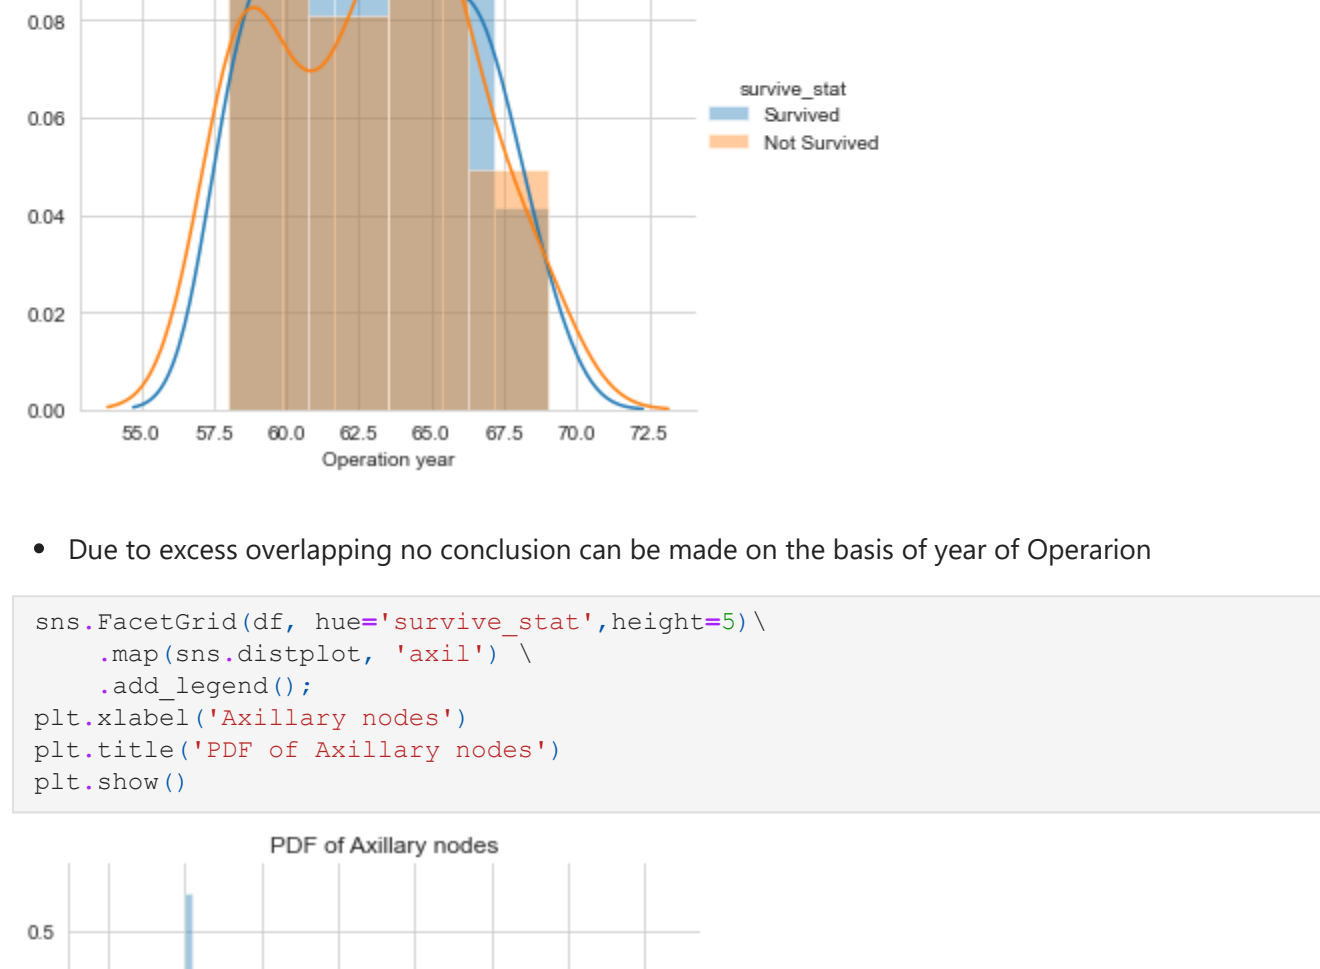 0.08
0.06
0.04
0.02
0.00
55.0 57.5 60.0 62.5 65.0 67.5 70.0 72.5
Operation year
survive_stat
Survived
Not Survived
• Due to excess overlapping no conclusion can be made on the basis of year of Operarion
sns.FacetGrid(df, hue='survive_stat',height=5)\
    .map(sns.distplot, 'axil') \
    .add_legend();
plt.xlabel('Axillary nodes')
plt.title('PDF of Axillary nodes')
plt.show()
PDF of Axillary nodes
0.5